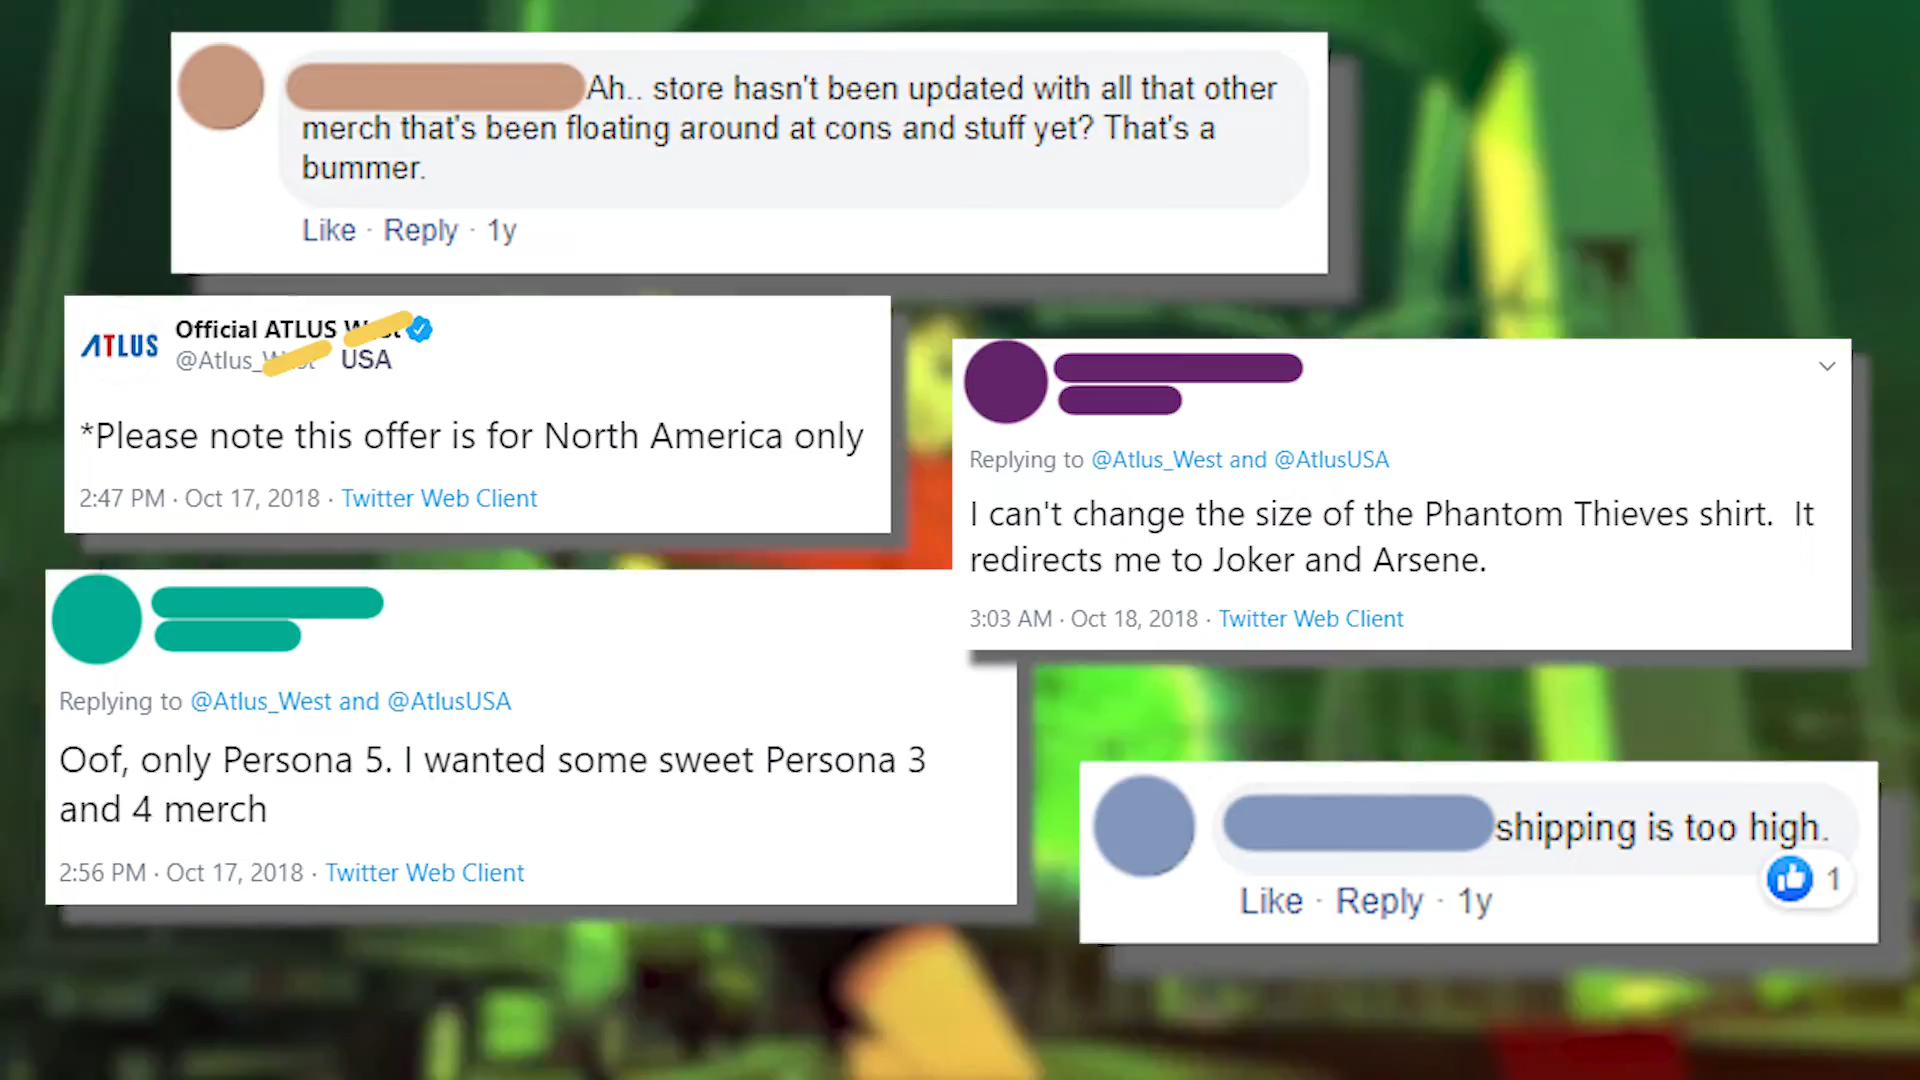 Ah.. store hasn't been updated with all that other
merch that's been floating around at cons and stuff yet? That's a
bummer.
Like · Reply · 1y
ATLUS
Official ATLUS West
@Atlus_West USA
*Please note this offer is for North America only
2:47 PM · Oct 17, 2018 · Twitter Web Client
Replying to @Atlus_West and @AtlusUSA
I can't change the size of the Phantom Thieves shirt. It
redirects me to Joker and Arsene.
3:03 AM · Oct 18, 2018 · Twitter Web Client
Replying to @Atlus_West and @AtlusUSA
Oof, only Persona 5. I wanted some sweet Persona 3
and 4 merch
2:56 PM · Oct 17, 2018 · Twitter Web Client
shipping is too high.
1
Like · Reply · 1y